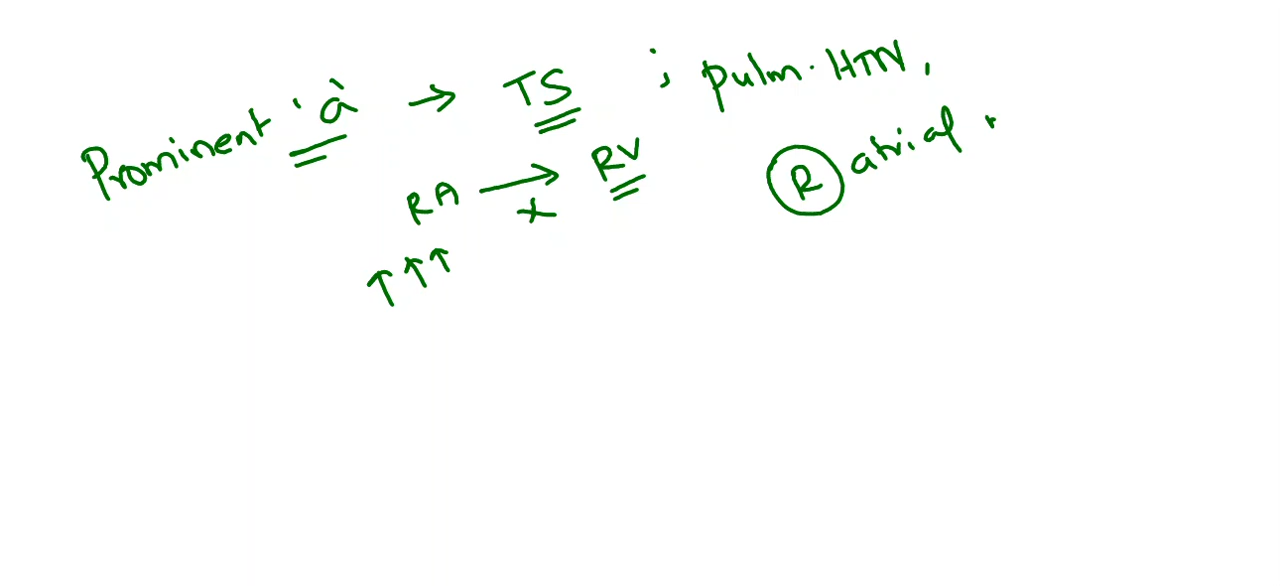 Prominent 'a' → TS ; pulm. HTN,
RA → RV Ⓡ atrial
x
↑↑↑